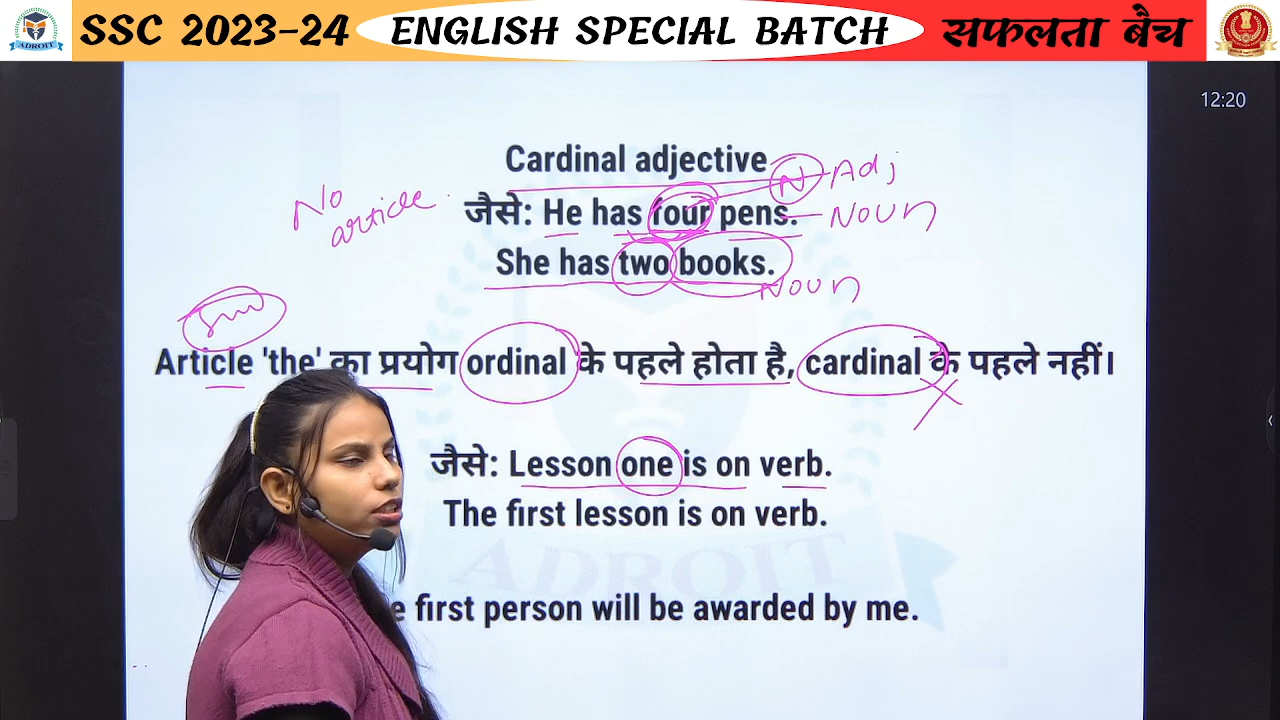 SSC 2023-24 ENGLISH SPECIAL BATCH सफलता बैच
ADROIT
12:20
Cardinal adjective
N Adj
No article
जैसे: He has four pens.
Noun
She has two books.
Noun
Article 'the' का प्रयोग ordinal के पहले होता है, cardinal के पहले नहीं।
जैसे: Lesson one is on verb.
The first lesson is on verb.
ADROIT
e first person will be awarded by me.